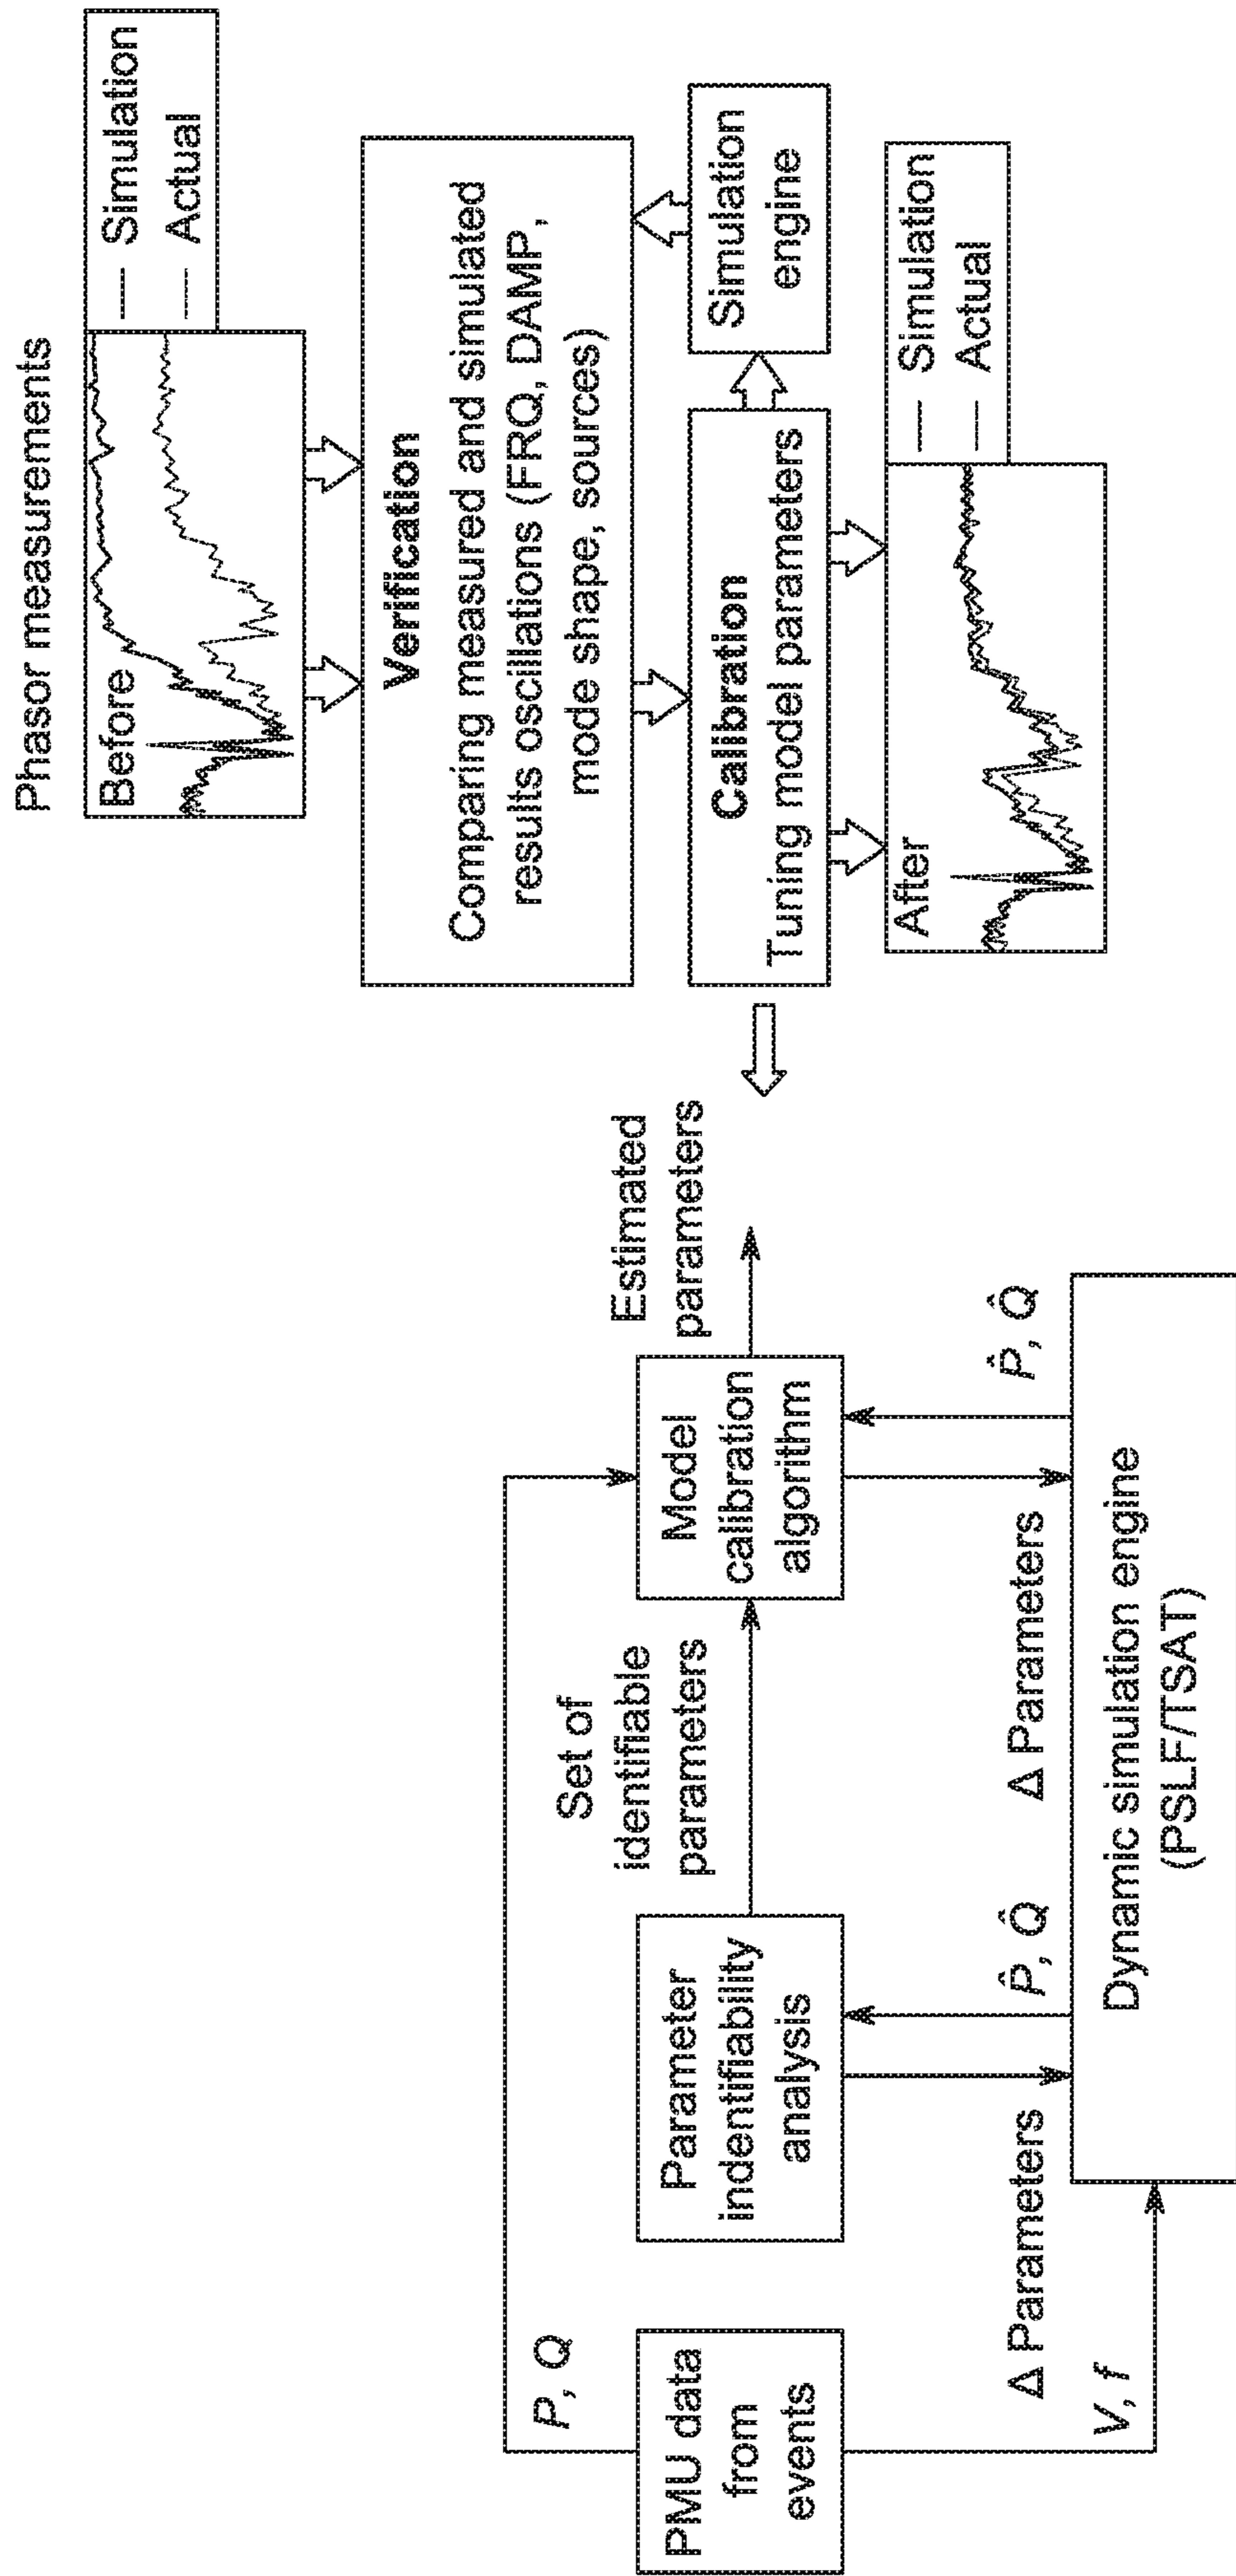 P, Q
PMU data
from
events
V, f
Parameter
indentifiability
analysis
Δ Parameters
P̂, Q̂
Set of
identifiable
parameters
Model
calibration
algorithm
Δ Parameters
P̂, Q̂
Estimated
parameters
Dynamic simulation engine
(PSLF/TSAT)
Phasor measurements
Before
Simulation
Actual
Verification
Comparing measured and simulated
results oscillations (FRQ, DAMP,
mode shape, sources)
Calibration
Tuning model parameters
Simulation
engine
After
Simulation
Actual